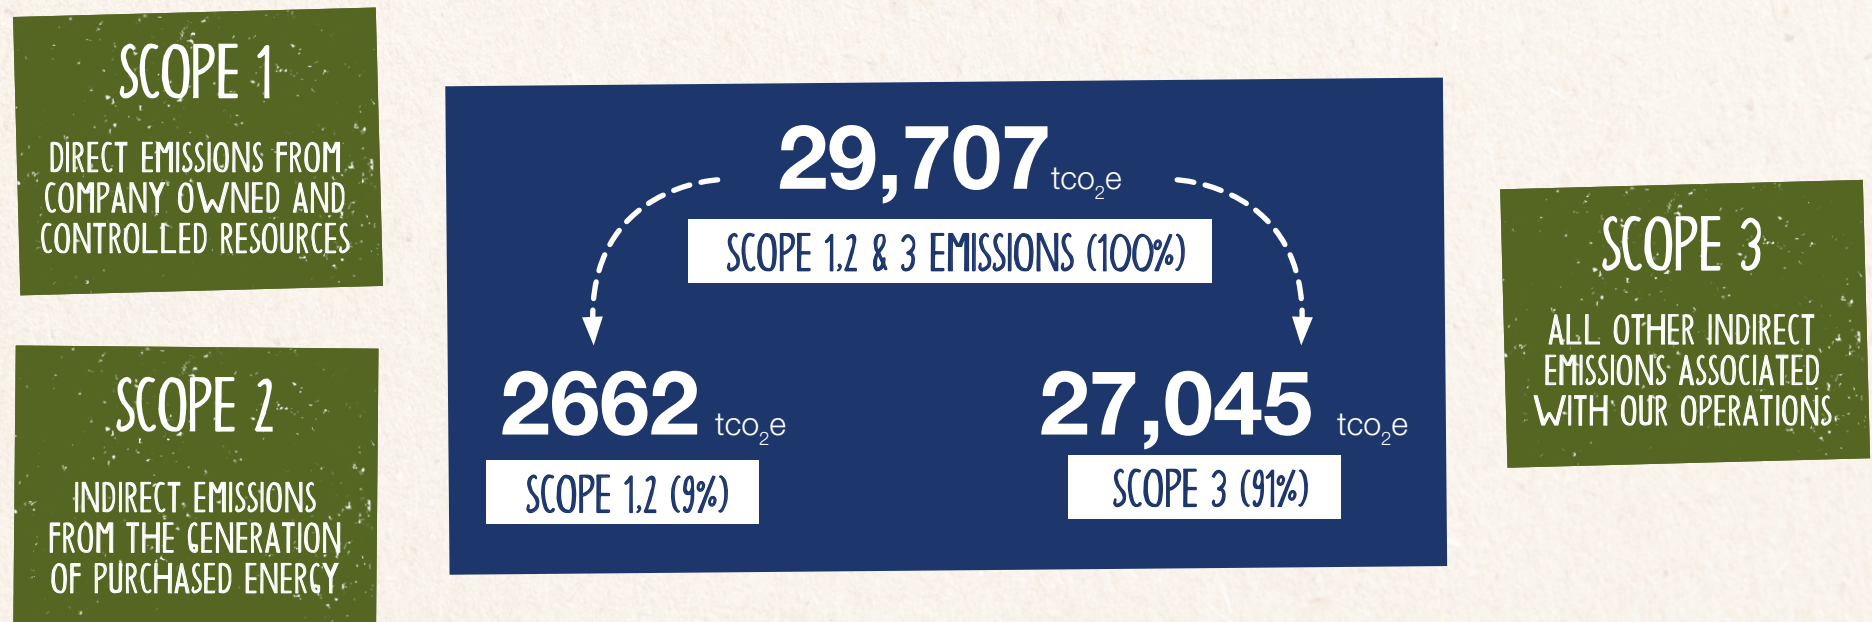 SCOPE 1
DIRECT EMISSIONS FROM
COMPANY OWNED AND
CONTROLLED RESOURCES
SCOPE 2
INDIRECT EMISSIONS
FROM THE GENERATION
OF PURCHASED ENERGY
29,707 tco₂e
SCOPE 1,2 & 3 EMISSIONS (100%)
2662 tco₂e
SCOPE 1,2 (9%)
27,045 tco₂e
SCOPE 3 (91%)
SCOPE 3
ALL OTHER INDIRECT
EMISSIONS ASSOCIATED
WITH OUR OPERATIONS